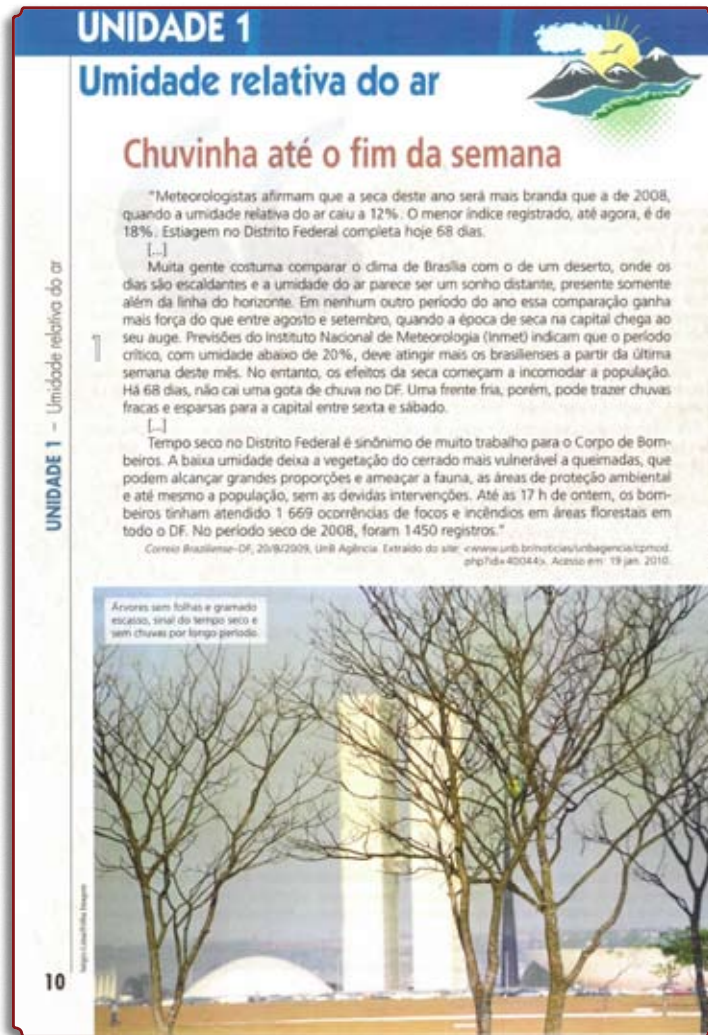 UNIDADE 1
Umidade relativa do ar
Chuvinha até o fim da semana
"Meteorologistas afirmam que a seca deste ano será mais branda que a de 2008,
quando a umidade relativa do ar caiu a 12%. O menor índice registrado, até agora, é de
18%. Estiagem no Distrito Federal completa hoje 68 dias.
[...]
Muita gente costuma comparar o clima de Brasília com o de um deserto, onde os
dias são escaldantes e a umidade do ar parece ser um sonho distante, presente somente
além da linha do horizonte. Em nenhum outro período do ano essa comparação ganha
mais força do que entre agosto e setembro, quando a época de seca na capital chega ao
seu auge. Previsões do Instituto Nacional de Meteorologia (Inmet) indicam que o período
crítico, com umidade abaixo de 20%, deve atingir mais os brasilienses a partir da última
semana deste mês. No entanto, os efeitos da seca começam a incomodar a população.
Há 68 dias, não cai uma gota de chuva no DF. Uma frente fria, porém, pode trazer chuvas
fracas e esparsas para a capital entre sexta e sábado.
[...]
Tempo seco no Distrito Federal é sinônimo de muito trabalho para o Corpo de Bom-
beiros. A baixa umidade deixa a vegetação do cerrado mais vulnerável a queimadas, que
podem alcançar grandes proporções e ameaçar a fauna, as áreas de proteção ambiental
e até mesmo a população, sem as devidas intervenções. Até as 17 h de ontem, os bom-
beiros tinham atendido 1 669 ocorrências de focos e incêndios em áreas florestais em
todo o DF. No período seco de 2008, foram 1450 registros."
Correio Braziliense-DF, 20/8/2009, UnB Agência. Extraído do site: <www.unb.br/noticias/unbagencia/cpmod.
php?id=40044>. Acesso em: 19 jan. 2010.
1
UNIDADE 1 – Umidade relativa do ar
Árvores sem folhas e gramado
escasso, sinal do tempo seco e
sem chuvas por longo período.
10